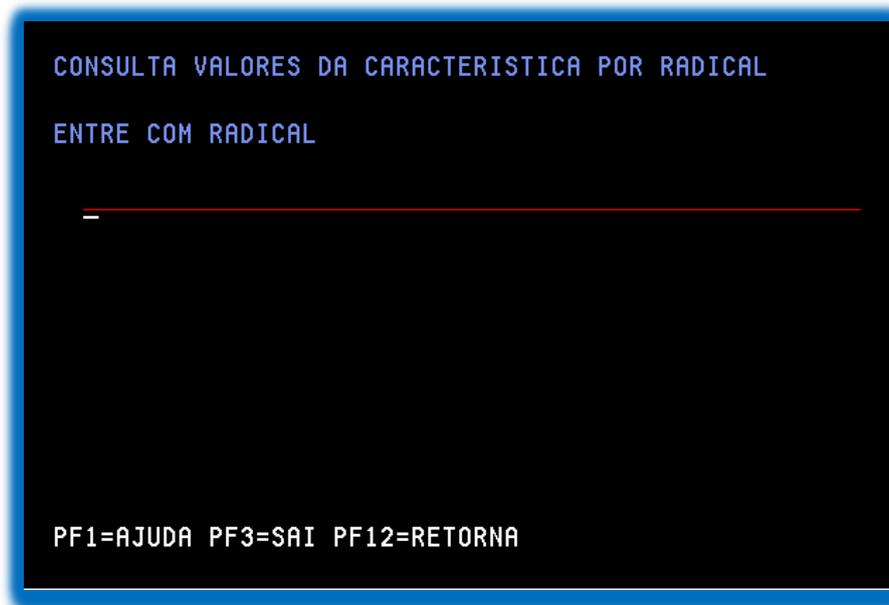 CONSULTA VALORES DA CARACTERISTICA POR RADICAL
ENTRE COM RADICAL
PF1=AJUDA PF3=SAI PF12=RETORNA